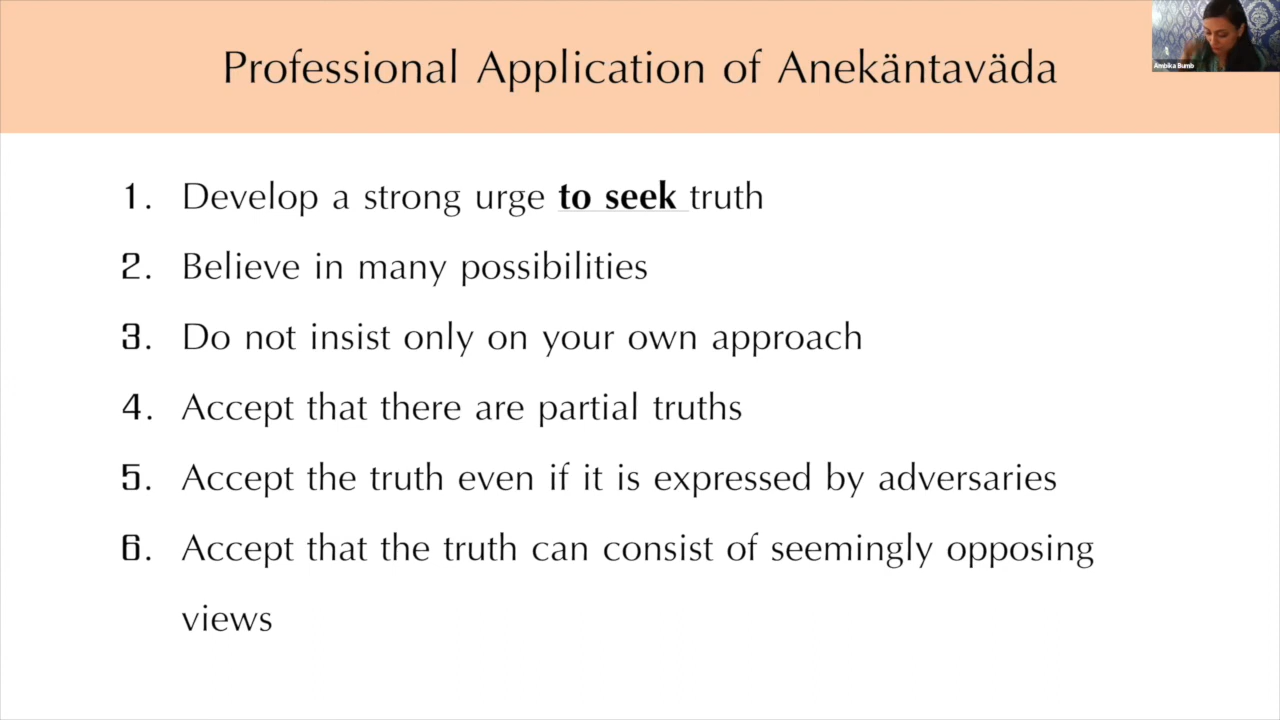 Professional Application of Anekäntaväda
Ambika Bumb
1. Develop a strong urge to seek truth
2. Believe in many possibilities
3. Do not insist only on your own approach
4. Accept that there are partial truths
5. Accept the truth even if it is expressed by adversaries
6. Accept that the truth can consist of seemingly opposing
views